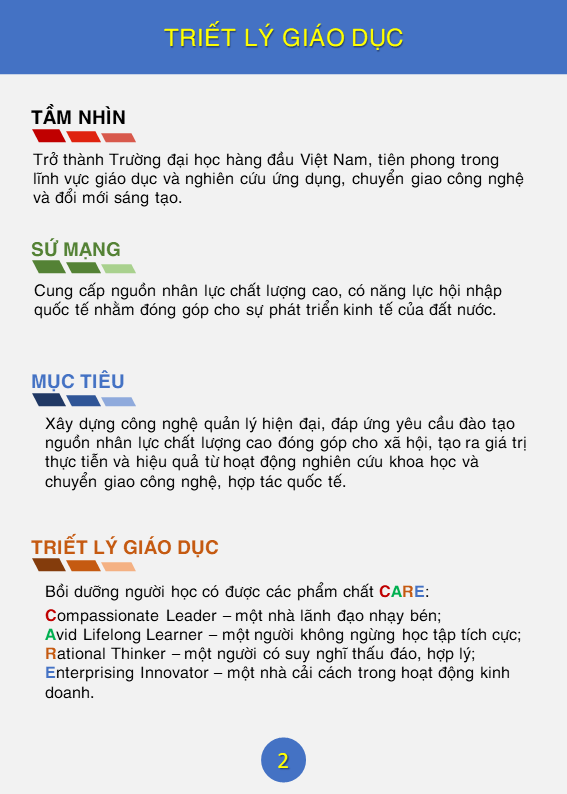 TRIẾT LÝ GIÁO DỤC
TẦM NHÌN
Trở thành Trường đại học hàng đầu Việt Nam, tiên phong trong
lĩnh vực giáo dục và nghiên cứu ứng dụng, chuyển giao công nghệ
và đổi mới sáng tạo.
SỨ MẠNG
Cung cấp nguồn nhân lực chất lượng cao, có năng lực hội nhập
quốc tế nhằm đóng góp cho sự phát triển kinh tế của đất nước.
MỤC TIÊU
Xây dựng công nghệ quản lý hiện đại, đáp ứng yêu cầu đào tạo
nguồn nhân lực chất lượng cao đóng góp cho xã hội, tạo ra giá trị
thực tiễn và hiệu quả từ hoạt động nghiên cứu khoa học và
chuyển giao công nghệ, hợp tác quốc tế.
TRIẾT LÝ GIÁO DỤC
Bồi dưỡng người học có được các phẩm chất CARE:
Compassionate Leader – một nhà lãnh đạo nhạy bén;
Avid Lifelong Learner – một người không ngừng học tập tích cực;
Rational Thinker – một người có suy nghĩ thấu đáo, hợp lý;
Enterprising Innovator – một nhà cải cách trong hoạt động kinh
doanh.
2